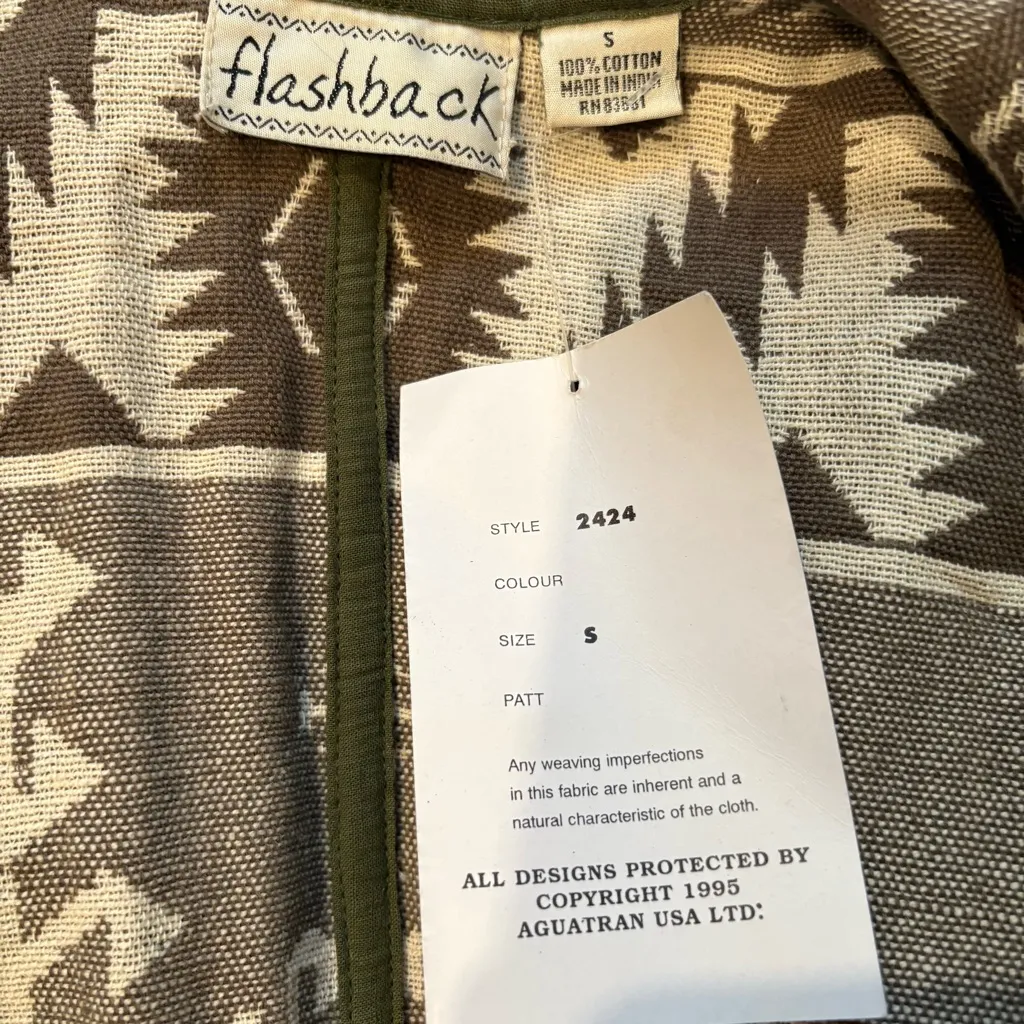 flashback
S
100% COTTON
MADE IN INDIA
STYLE 2424
COLOUR
SIZE S
PATT
Any weaving imperfections
in this fabric are inherent and a
natural characteristic of the cloth.
ALL DESIGNS PROTECTED BY
COPYRIGHT 1995
AGUATRAN USA LTD: